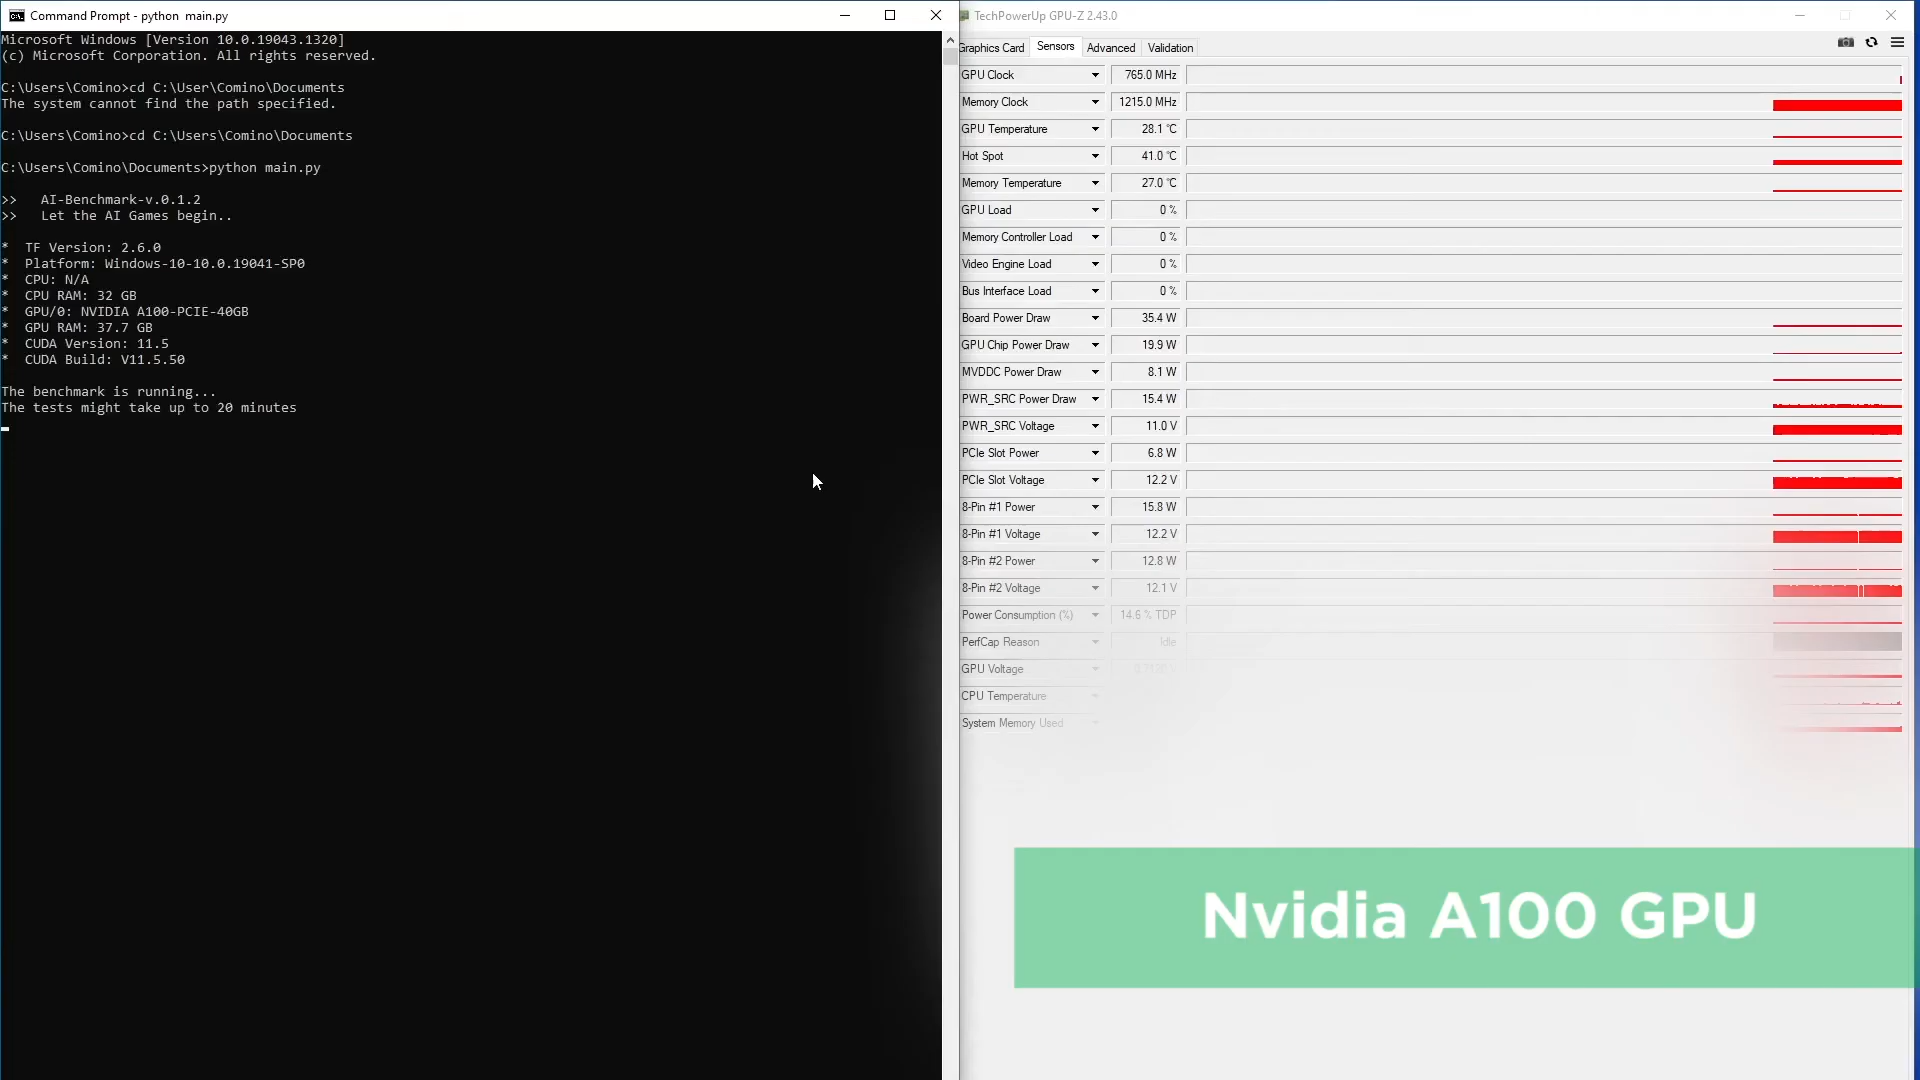 Command Prompt - python  main.py
Microsoft Windows [Version 10.0.19043.1320]
(c) Microsoft Corporation. All rights reserved.
C:\Users\Comino>cd C:\User\Comino\Documents
The system cannot find the path specified.
C:\Users\Comino>cd C:\Users\Comino\Documents
C:\Users\Comino\Documents>python main.py
>>   AI-Benchmark-v.0.1.2
>>   Let the AI Games begin..
*  TF Version: 2.6.0
*  Platform: Windows-10-10.0.19041-SP0
*  CPU: N/A
*  CPU RAM: 32 GB
*  GPU/0: NVIDIA A100-PCIE-40GB
*  GPU RAM: 37.7 GB
*  CUDA Version: 11.5
*  CUDA Build: V11.5.50
The benchmark is running...
The tests might take up to 20 minutes
TechPowerUp GPU-Z 2.43.0
Graphics Card Sensors Advanced Validation
GPU Clock 765.0 MHz
Memory Clock 1215.0 MHz
GPU Temperature 28.1 °C
Hot Spot 41.0 °C
Memory Temperature 27.0 °C
GPU Load 0 %
Memory Controller Load 0 %
Video Engine Load 0 %
Bus Interface Load 0 %
Board Power Draw 35.4 W
GPU Chip Power Draw 19.9 W
MVDDC Power Draw 8.1 W
PWR_SRC Power Draw 15.4 W
PWR_SRC Voltage 11.0 V
PCIe Slot Power 6.8 W
PCIe Slot Voltage 12.2 V
8-Pin #1 Power 15.8 W
8-Pin #1 Voltage 12.2 V
8-Pin #2 Power 12.8 W
8-Pin #2 Voltage 12.1 V
Power Consumption (%) 14.6 % TDP
PerfCap Reason Idle
GPU Voltage
CPU Temperature
System Memory Used
Nvidia A100 GPU